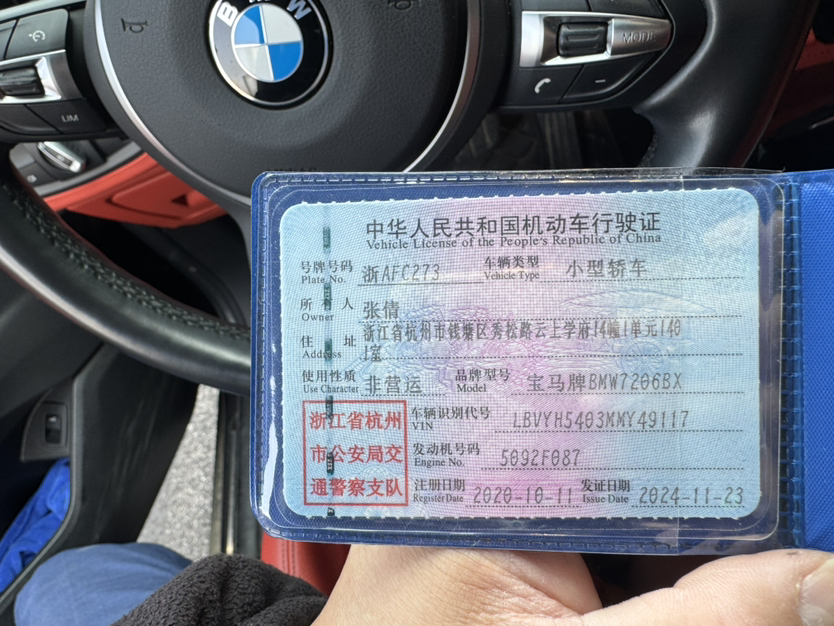 BMW
MODE
LIM
中华人民共和国机动车行驶证
Vehicle License of the People's Republic of China
号牌号码 浙AFC273 车辆类型 小型轿车
Plate No. Vehicle Type
所有人 张倩
Owner
住址 浙江省杭州市钱塘区秀松路云上学府14幢1单元140
Address 1室
使用性质 非营运 品牌型号 宝马牌BMW7206BX
Use Character Model
浙江省杭州 车辆识别代号 LBVYH5403MMY49117
VIN
市公安局交 发动机号码 5092F087
Engine No.
通警察支队 注册日期 2020-10-11 发证日期 2024-11-23
Register Date Issue Date